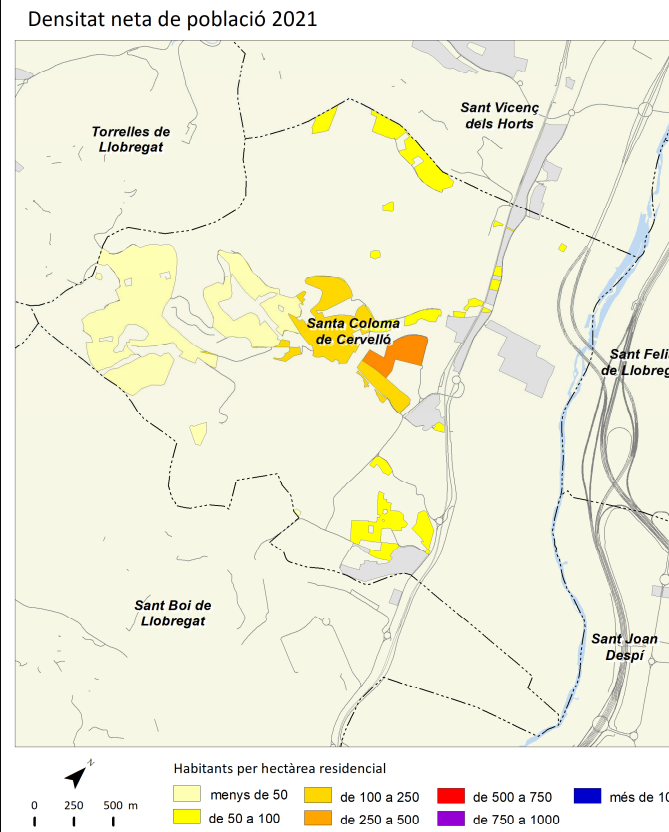 Densitat neta de població 2021
Sant Vicenç
dels Horts
Torrelles de
Llobregat
Santa Coloma
de Cervelló
Sant Feli
de Llobreg
Sant Boi de
Llobregat
Sant Joan
Despí
N
Habitants per hectàrea residencial
0 250 500 m
menys de 50
de 50 a 100
de 100 a 250
de 250 a 500
de 500 a 750
de 750 a 1000
més de 10